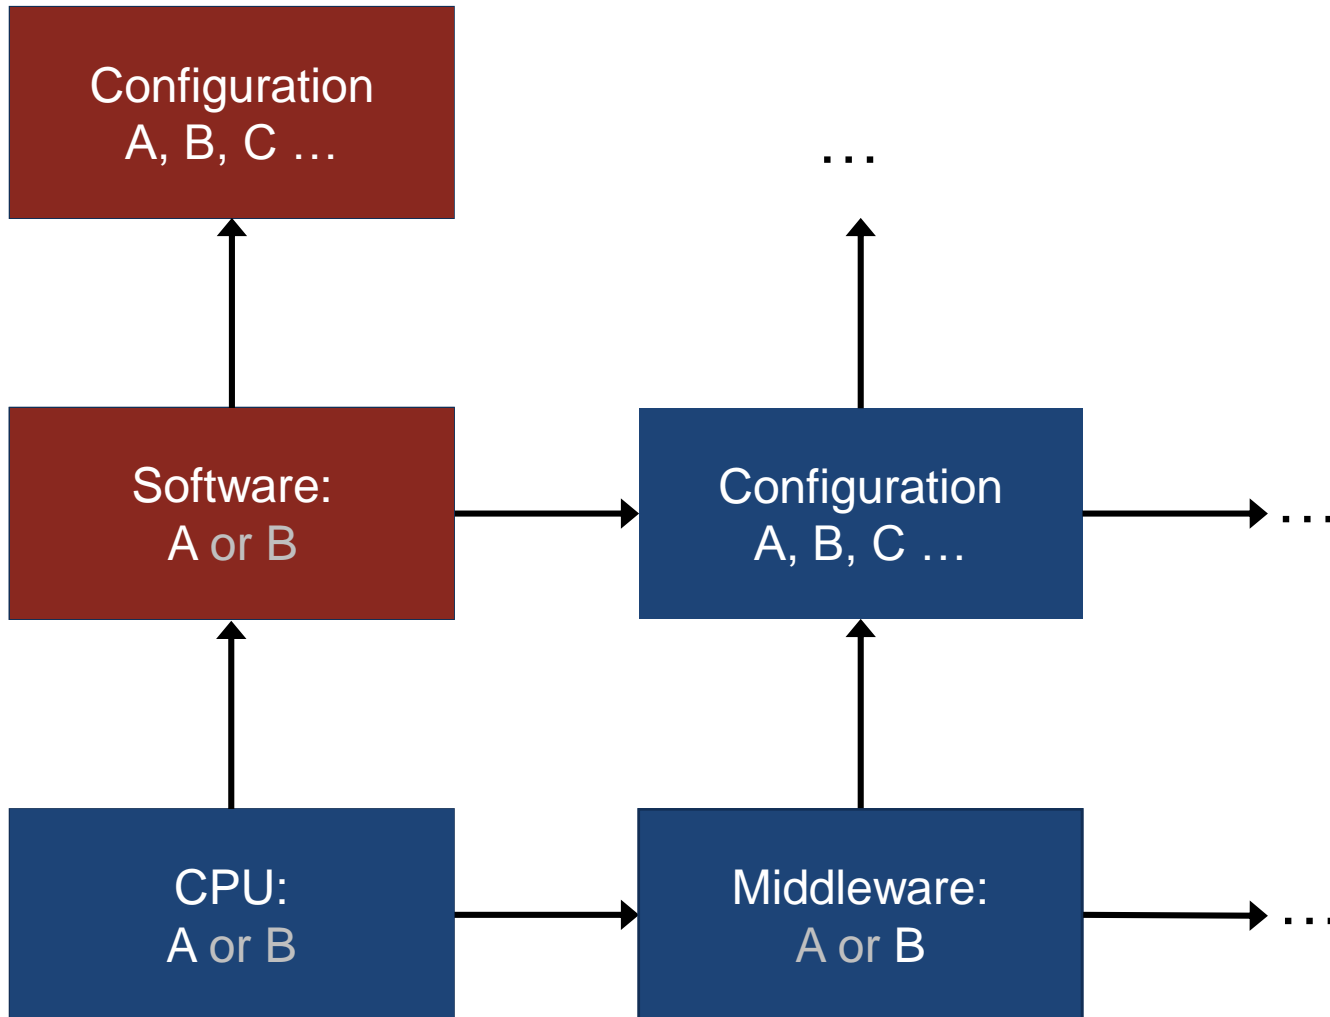 Configuration
A, B, C …
…
Software:
A or B
Configuration
A, B, C …
…
CPU:
A or B
Middleware:
A or B
…